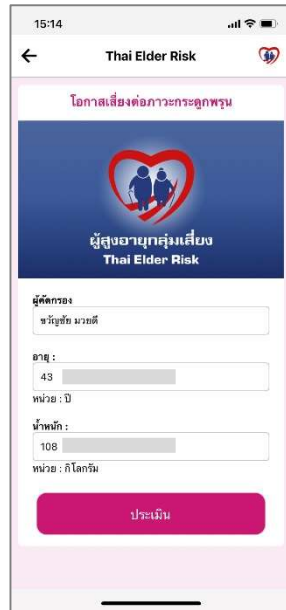 15:14
Thai Elder Risk
โอกาสเสี่ยงต่อภาวะกระดูกพรุน
ผู้สูงอายุกลุ่มเสี่ยง
Thai Elder Risk
ผู้คัดกรอง
ขวัญชัย มวยดี
อายุ :
43
หน่วย : ปี
น้ำหนัก :
108
หน่วย : กิโลกรัม
ประเมิน